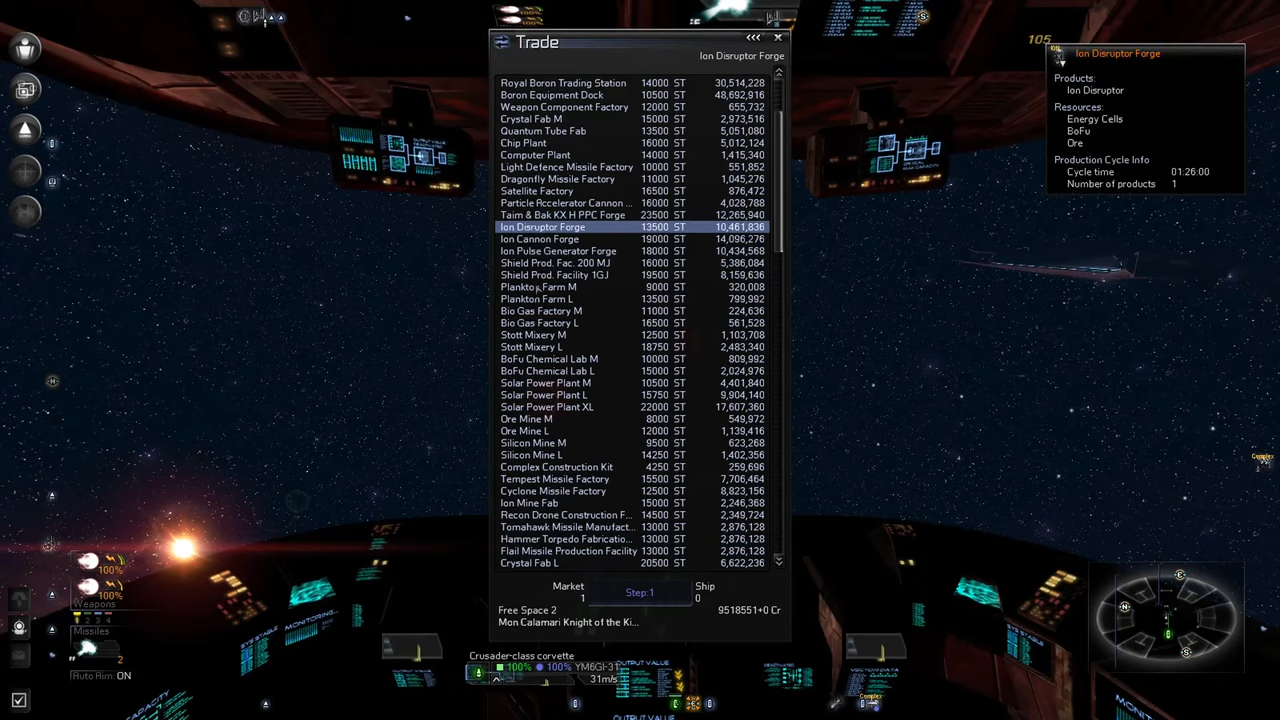 105
Trade
Ion Disruptor Forge
Royal Boron Trading Station 14000 ST 30,514,228
Boron Equipment Dock 10500 ST 48,692,916
Weapon Component Factory 12000 ST 655,732
Crystal Fab M 15000 ST 2,973,516
Quantum Tube Fab 13500 ST 5,051,080
Chip Plant 16000 ST 5,012,124
Computer Plant 14000 ST 1,415,340
Light Defence Missile Factory 11000 ST 551,852
Dragonfly Missile Factory 11000 ST 1,045,276
Satellite Factory 16500 ST 876,472
Particle Accelerator Cannon ... 16000 ST 4,028,788
Taim & Bak KX H PPC Forge 23500 ST 12,265,940
Ion Disruptor Forge 13500 ST 10,461,836
Ion Cannon Forge 19000 ST 14,096,276
Ion Pulse Generator Forge 18000 ST 10,434,568
Shield Prod. Fac. 200 MJ 16000 ST 5,386,084
Shield Prod. Facility 1GJ 19500 ST 8,159,636
Plankton Farm M 9000 ST 320,008
Plankton Farm L 13500 ST 799,992
Bio Gas Factory M 11000 ST 224,636
Bio Gas Factory L 16500 ST 561,528
Stott Mixery M 12500 ST 1,103,708
Stott Mixery L 18750 ST 2,483,340
BoFu Chemical Lab M 10000 ST 809,992
BoFu Chemical Lab L 15000 ST 2,024,976
Solar Power Plant M 10500 ST 4,401,840
Solar Power Plant L 15750 ST 9,904,140
Solar Power Plant XL 22000 ST 17,607,360
Ore Mine M 8000 ST 549,972
Ore Mine L 12000 ST 1,139,416
Silicon Mine M 9500 ST 623,268
Silicon Mine L 14250 ST 1,402,356
Complex Construction Kit 4250 ST 259,696
Tempest Missile Factory 15500 ST 7,706,464
Cyclone Missile Factory 12500 ST 8,823,156
Ion Mine Fab 15000 ST 2,246,368
Recon Drone Construction F... 14500 ST 2,349,724
Tomahawk Missile Manufact... 13000 ST 2,876,128
Hammer Torpedo Fabricatio... 13000 ST 2,876,128
Flail Missile Production Facility 13000 ST 2,876,128
Crystal Fab L 20500 ST 6,622,236
Market Ship
1 Step:1 0
Free Space 2 9518551+0 Cr
Mon Calamari Knight of the Ki...
Ion Disruptor Forge
Products:
Ion Disruptor
Resources:
Energy Cells
BoFu
Ore
Production Cycle Info
Cycle time 01:26:00
Number of products 1
Complex
100%
100%
Weapons
1 2 3 4
Missiles
2
Auto Rim: ON
Crusader-class corvette
100% 100%
31m/s
OUTPUT VALUE
Complex